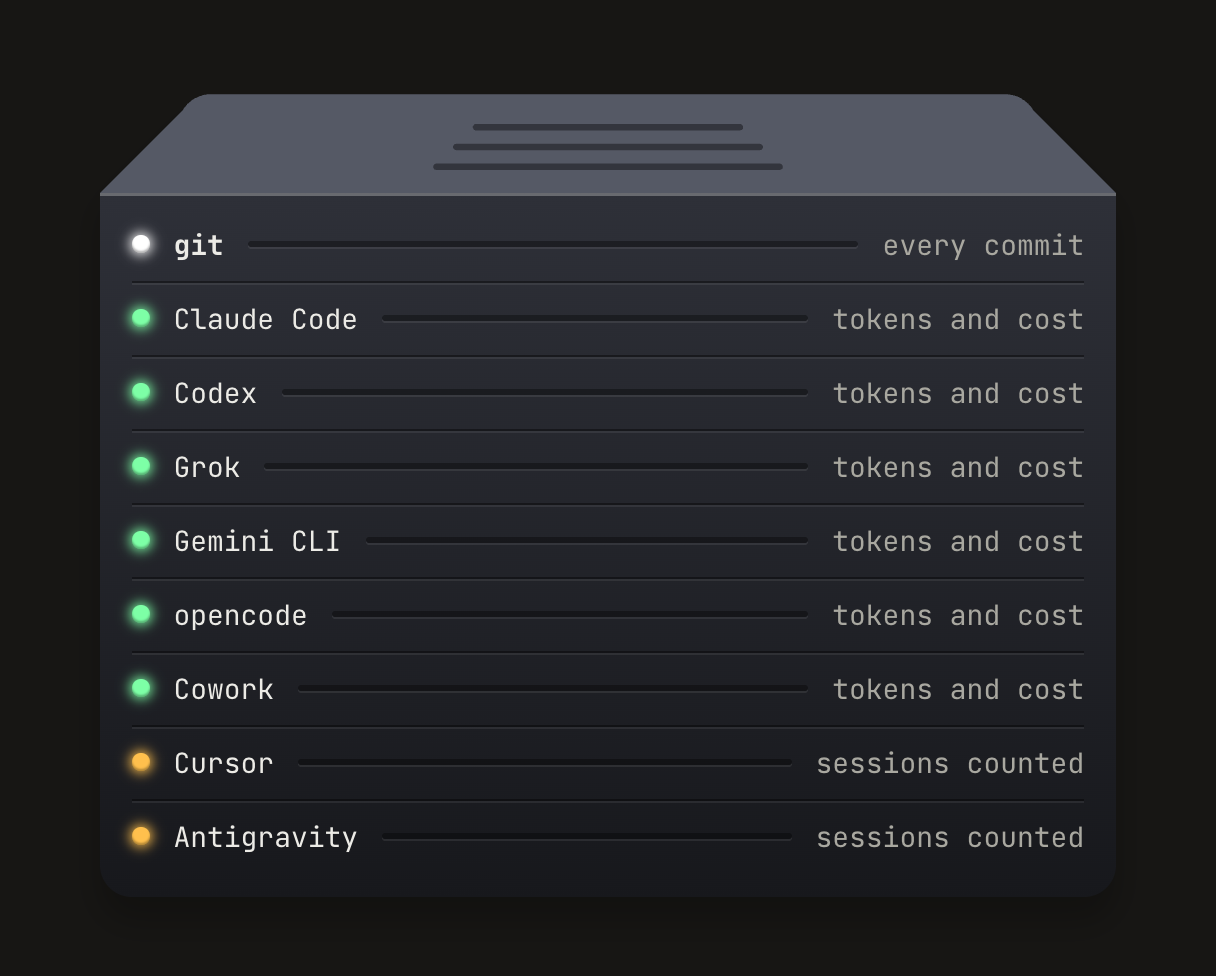 git every commit
Claude Code tokens and cost
Codex tokens and cost
Grok tokens and cost
Gemini CLI tokens and cost
opencode tokens and cost
Cowork tokens and cost
Cursor sessions counted
Antigravity sessions counted